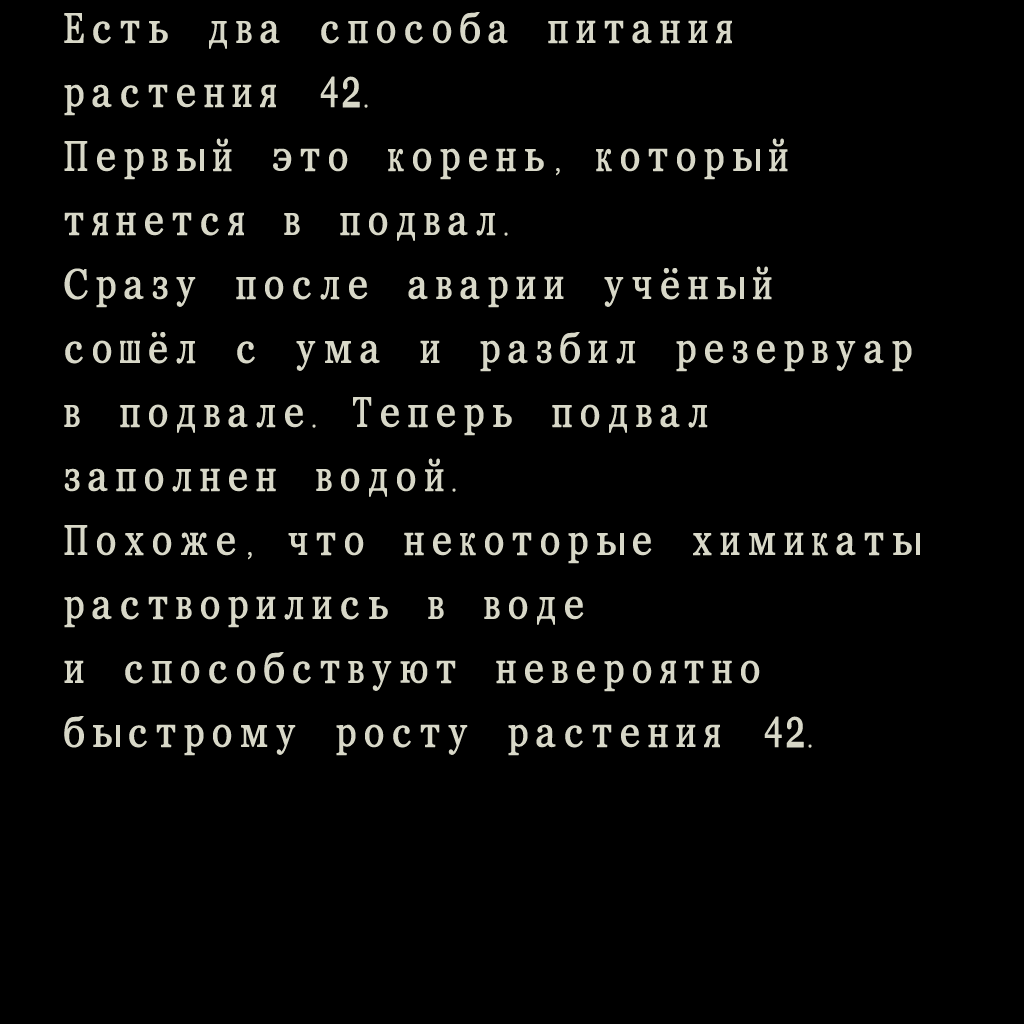 Есть два способа питания
растения 42.
Первый это корень, который
тянется в подвал.
Сразу после аварии учёный
сошёл с ума и разбил резервуар
в подвале. Теперь подвал
заполнен водой.
Похоже, что некоторые химикаты
растворились в воде
и способствуют невероятно
быстрому росту растения 42.